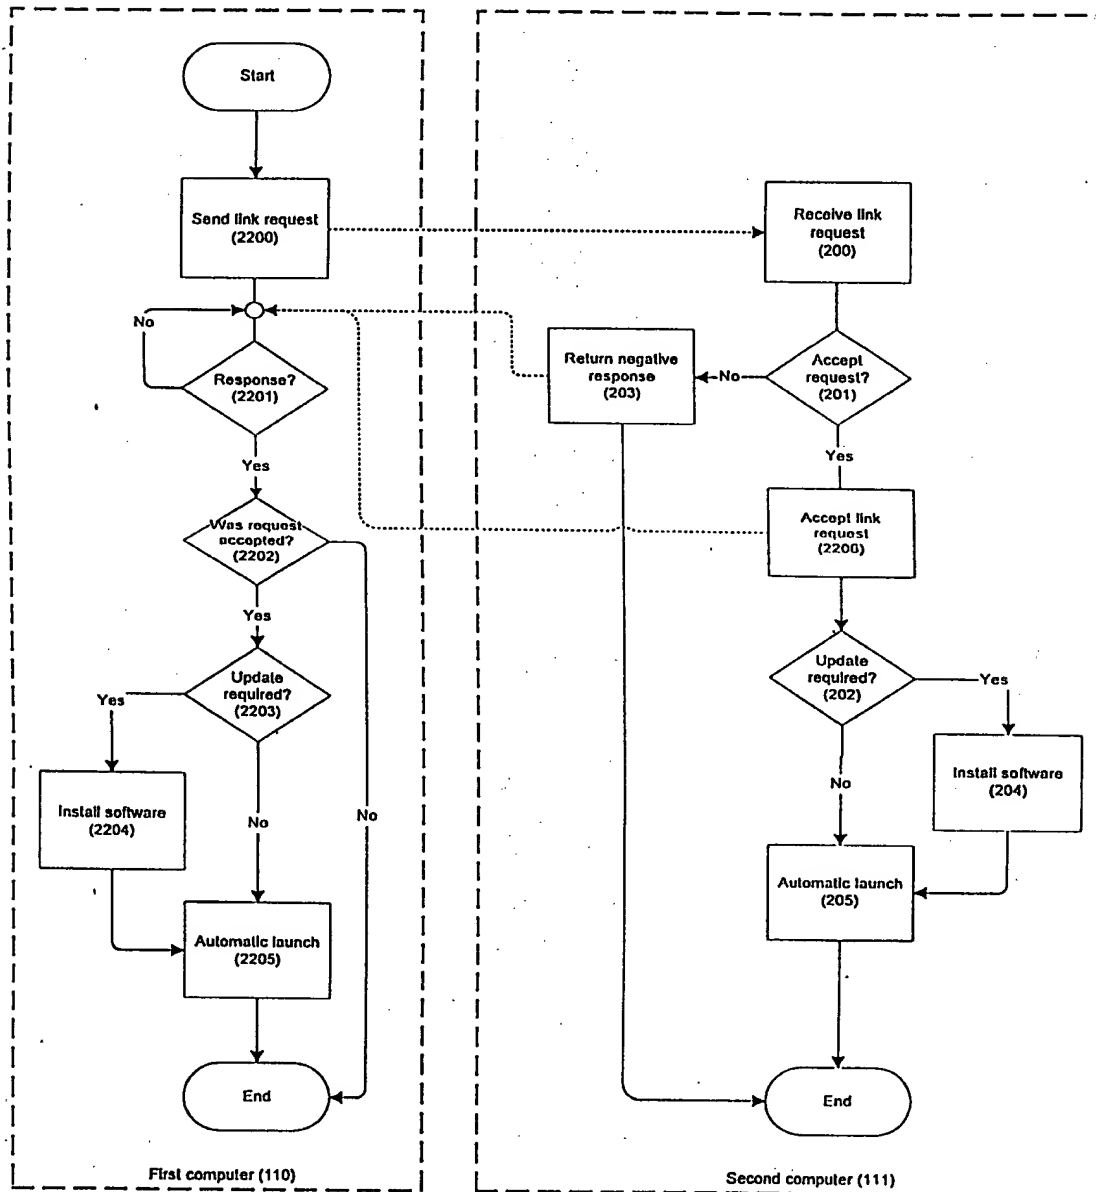 Start
Send link request
(2200)
No
Response?
(2201)
Yes
Was request
accepted?
(2202)
Yes
Update
required?
(2203)
Yes
Install software
(2204)
No
No
Automatic launch
(2205)
End
First computer (110)
Receive link
request
(200)
Accept
request?
(201)
No
Return negative
response
(203)
Yes
Accept link
request
(2206)
Update
required?
(202)
Yes
Install software
(204)
No
Automatic launch
(205)
End
Second computer (111)